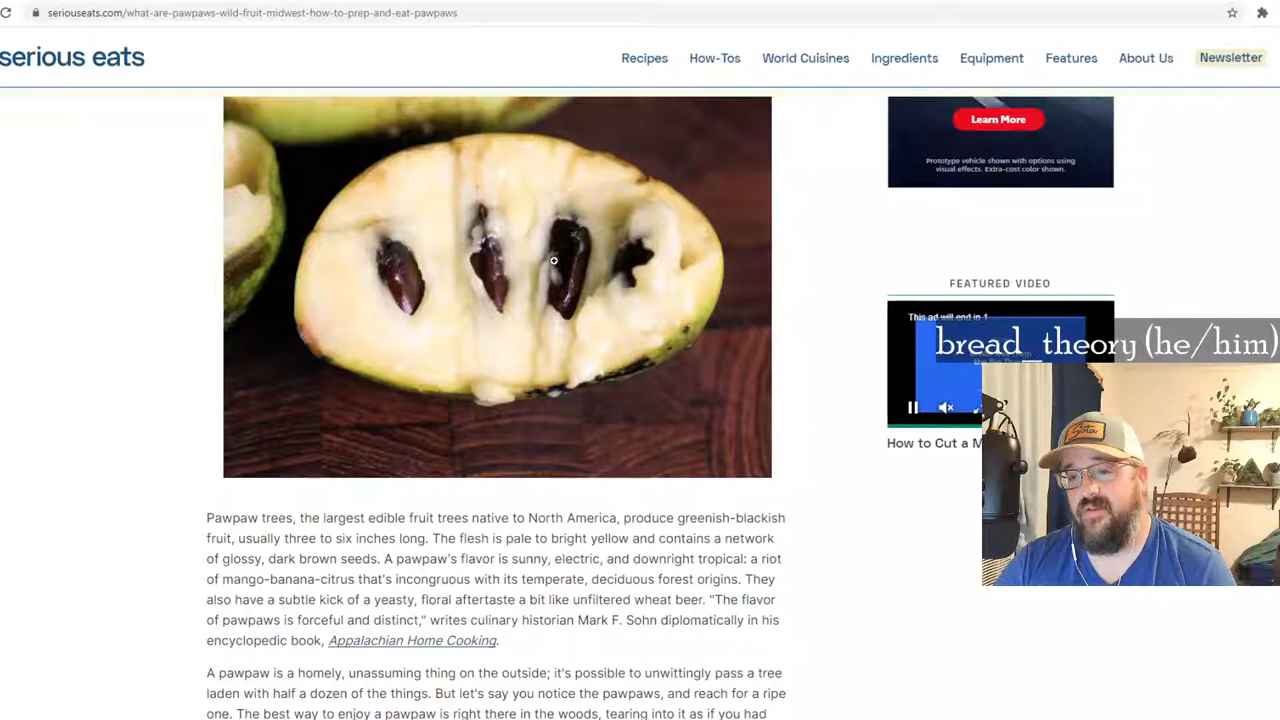 seriouseats.com/what-are-pawpaws-wild-fruit-midwest-how-to-prep-and-eat-pawpaws
serious eats
Recipes How-Tos World Cuisines Ingredients Equipment Features About Us Newsletter
Learn More
Prototype vehicle shown with options using
visual effects. Extra-cost color shown.
FEATURED VIDEO
This ad will end in 1
bread_theory (he/him)
How to Cut a M
Sota
Pawpaw trees, the largest edible fruit trees native to North America, produce greenish-blackish
fruit, usually three to six inches long. The flesh is pale to bright yellow and contains a network
of glossy, dark brown seeds. A pawpaw's flavor is sunny, electric, and downright tropical: a riot
of mango-banana-citrus that's incongruous with its temperate, deciduous forest origins. They
also have a subtle kick of a yeasty, floral aftertaste a bit like unfiltered wheat beer. "The flavor
of pawpaws is forceful and distinct," writes culinary historian Mark F. Sohn diplomatically in his
encyclopedic book, Appalachian Home Cooking.
A pawpaw is a homely, unassuming thing on the outside; it's possible to unwittingly pass a tree
laden with half a dozen of the things. But let's say you notice the pawpaws, and reach for a ripe
one. The best way to enjoy a pawpaw is right there in the woods, tearing into it as if you had